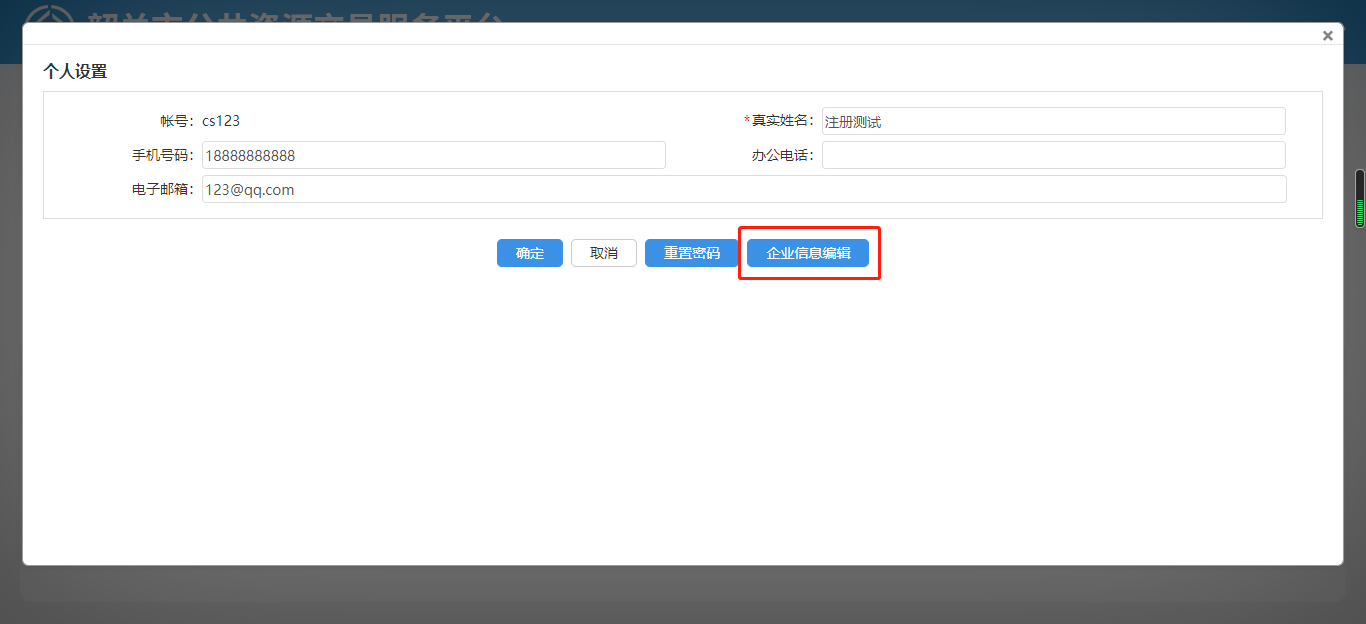 ×
个人设置
帐号： cs123 *真实姓名： 注册测试
手机号码： 18888888888 办公电话：
电子邮箱： 123@qq.com
确定 取消 重置密码 企业信息编辑